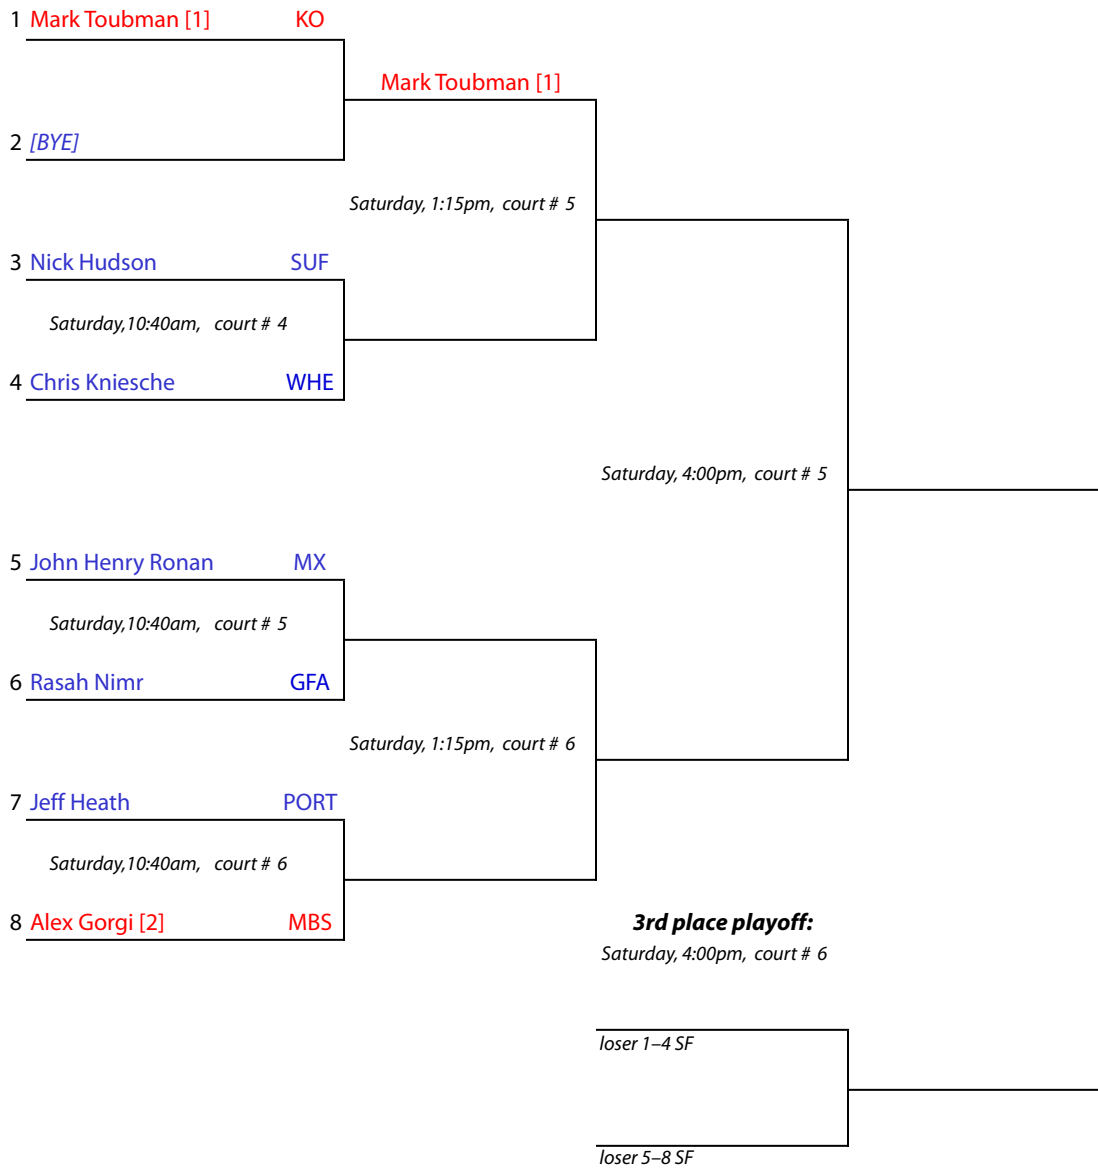 1 Mark Toubman [1] KO
Mark Toubman [1]
2 [BYE]
Saturday, 1:15pm, court # 5
3 Nick Hudson SUF
Saturday,10:40am, court # 4
4 Chris Kniesche WHE
Saturday, 4:00pm, court # 5
5 John Henry Ronan MX
Saturday,10:40am, court # 5
6 Rasah Nimr GFA
Saturday, 1:15pm, court # 6
7 Jeff Heath PORT
Saturday,10:40am, court # 6
8 Alex Gorgi [2] MBS
3rd place playoff:
Saturday, 4:00pm, court # 6
loser 1–4 SF
loser 5–8 SF